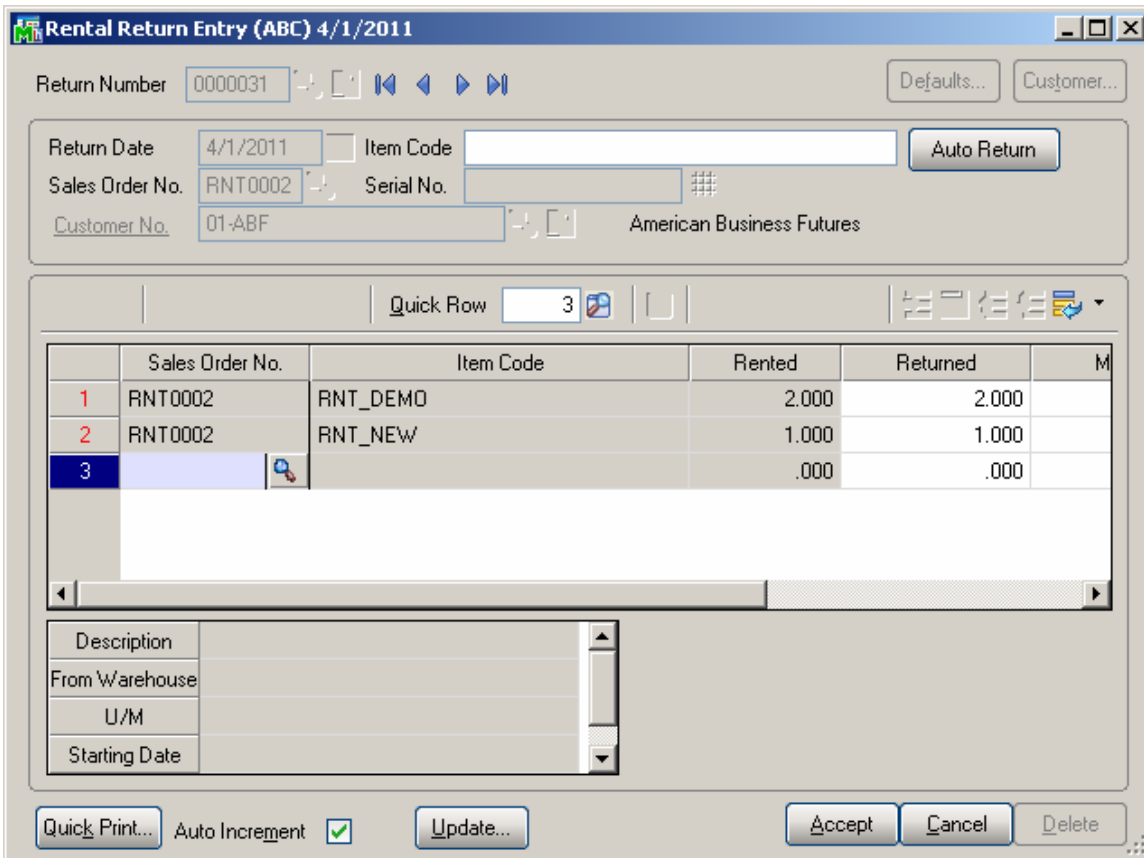 Rental Return Entry (ABC) 4/1/2011
Return Number 0000031 Defaults... Customer...
Return Date 4/1/2011 Item Code Auto Return
Sales Order No. RNT0002 Serial No.
Customer No. 01-ABF American Business Futures
Quick Row 3
Sales Order No. Item Code Rented Returned M
1 RNT0002 RNT_DEMO 2.000 2.000
2 RNT0002 RNT_NEW 1.000 1.000
3 .000 .000
Description
From Warehouse
U/M
Starting Date
Quick Print... Auto Increment Update... Accept Cancel Delete